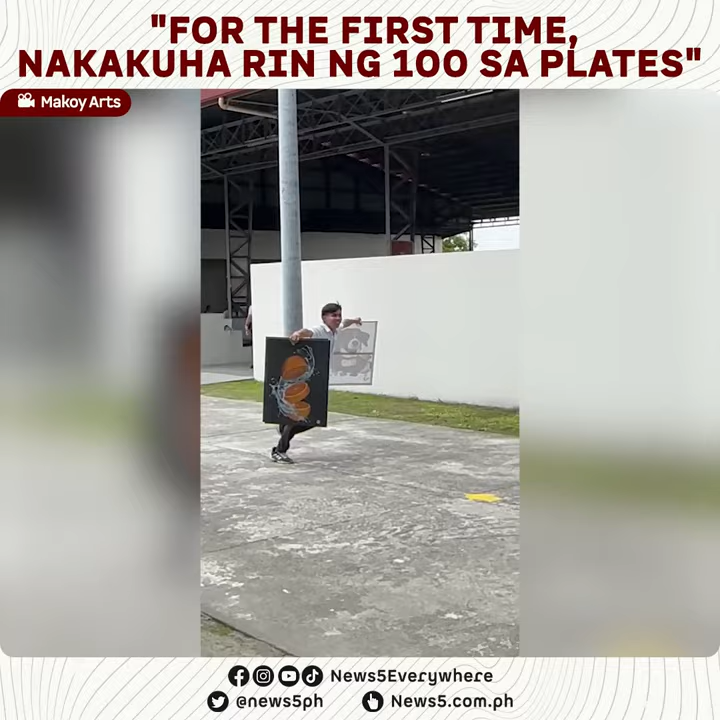 "FOR THE FIRST TIME,
NAKAKUHA RIN NG 100 SA PLATES"
Makoy Arts
News5Everywhere
@news5ph News5.com.ph